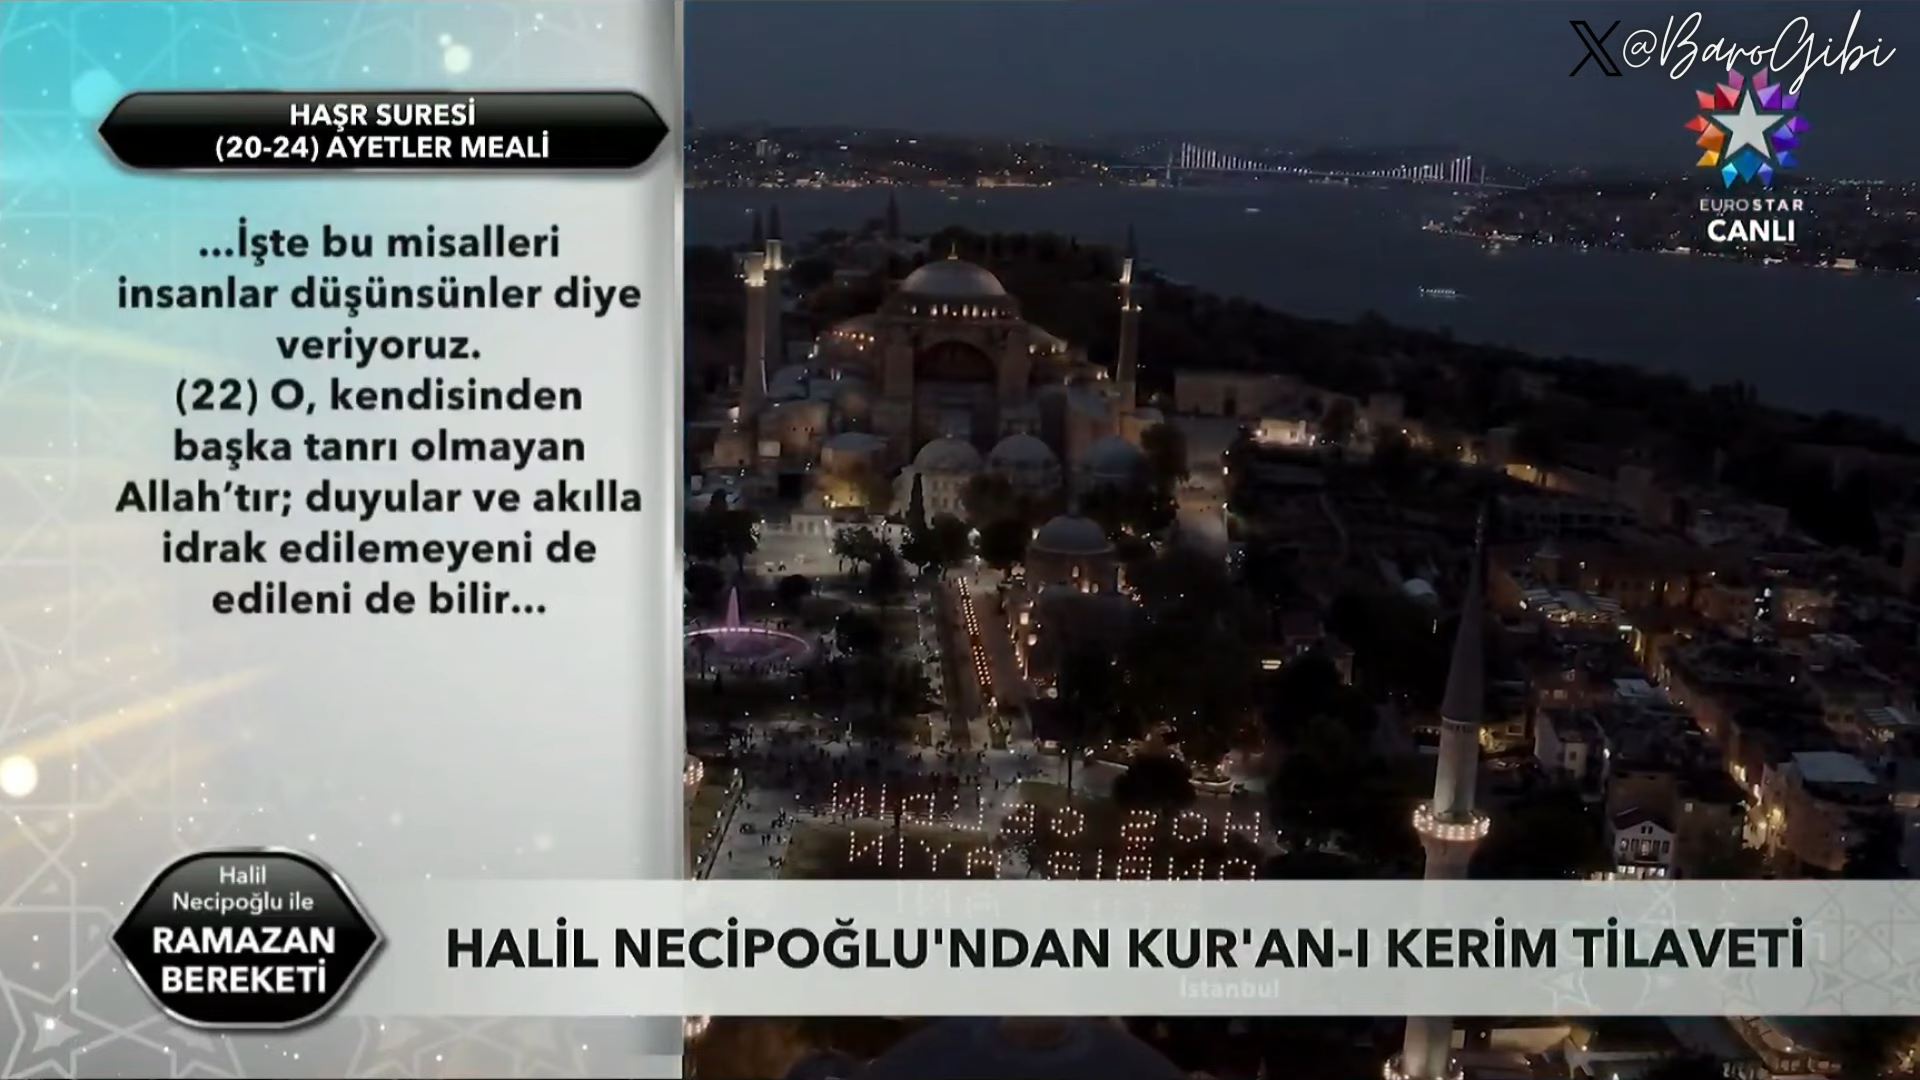 HAŞR SURESİ
(20-24) AYETLER MEALİ
...İşte bu misalleri
insanlar düşünsünler diye
veriyoruz.
(22) O, kendisinden
başka tanrı olmayan
Allah’tır; duyular ve akılla
idrak edilemeyeni de
edileni de bilir...
X@BaroGibi
EUROSTAR
CANLI
Halil
Necipoğlu ile
RAMAZAN
BEREKETİ
HALİL NECİPOĞLU'NDAN KUR'AN-I KERİM TİLAVETİ
İstanbul